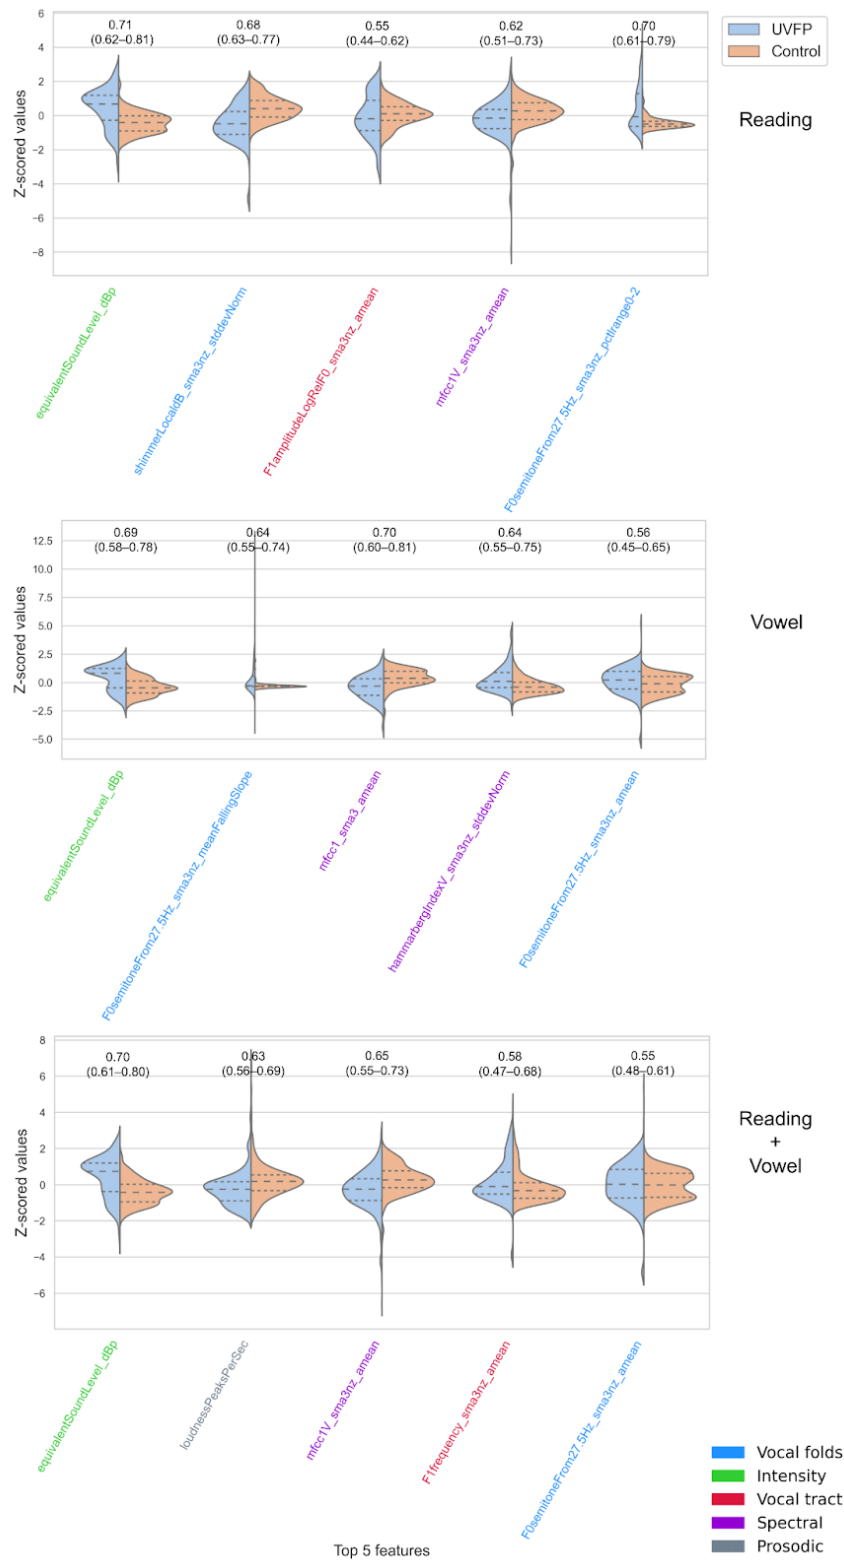 0.71 0.68 0.55 0.62 0.70
(0.62–0.81) (0.63–0.77) (0.44–0.62) (0.51–0.73) (0.61–0.79)
UVFP
Control
Reading
Z-scored values
6
4
2
0
−2
−4
−6
−8
equivalentSoundLevel_dBp
shimmerLocaldB_sma3nz_stddevNorm
F1amplitudeLogRelF0_sma3nz_amean
mfcc1V_sma3nz_amean
F0semitoneFrom27.5Hz_sma3nz_pctlrange0-2
0.69 0.64 0.70 0.64 0.56
(0.58–0.78) (0.55–0.74) (0.60–0.81) (0.55–0.75) (0.45–0.65)
Vowel
Z-scored values
12.5
10.0
7.5
5.0
2.5
0.0
−2.5
−5.0
equivalentSoundLevel_dBp
F0semitoneFrom27.5Hz_sma3nz_meanFallingSlope
mfcc1_sma3_amean
hammarbergIndexV_sma3nz_stddevNorm
F0semitoneFrom27.5Hz_sma3nz_amean
0.70 0.63 0.65 0.58 0.55
(0.61–0.80) (0.56–0.69) (0.55–0.73) (0.47–0.68) (0.48–0.61)
Reading
+
Vowel
Z-scored values
8
6
4
2
0
−2
−4
−6
equivalentSoundLevel_dBp
loudnessPeaksPerSec
mfcc1V_sma3nz_amean
F1frequency_sma3nz_amean
F0semitoneFrom27.5Hz_sma3nz_amean
Vocal folds
Intensity
Vocal tract
Spectral
Prosodic
Top 5 features